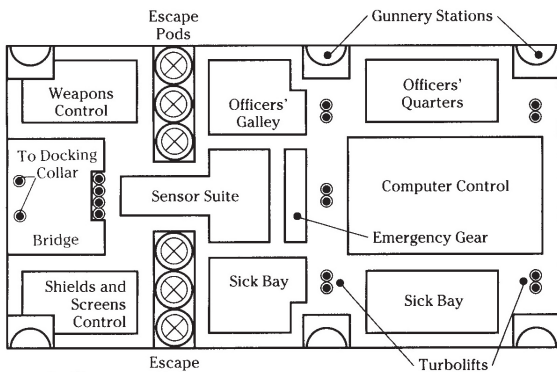 Escape
Pods
Gunnery Stations
Weapons
Control
Officers'
Galley
Officers'
Quarters
To Docking
Collar
Bridge
Sensor Suite
Computer Control
Emergency Gear
Shields and
Screens
Control
Sick Bay
Sick Bay
Escape
Turbolifts